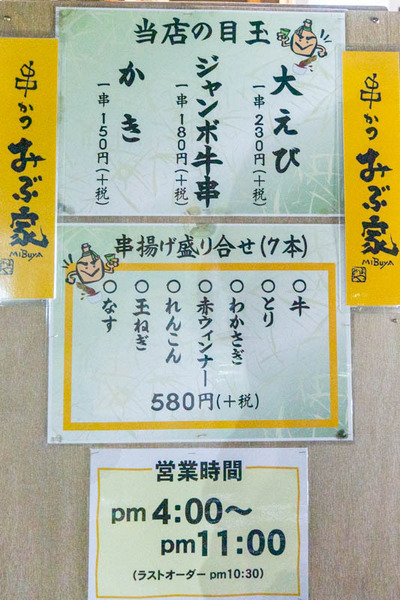 当店の目玉
大えび
一串230円(+税)
ジャンボ牛串
一串180円(+税)
かき
一串150円(+税)
串かつ
みぶ家
MiBuYa
串かつ
みぶ家
MiBuYa
串揚げ盛り合せ(7本)
○牛
○とり
○わかさぎ
○赤ウィンナー
○れんこん
○玉ねぎ
○なす
580円(+税)
営業時間
pm 4:00〜
pm 11:00
(ラストオーダー pm10:30)